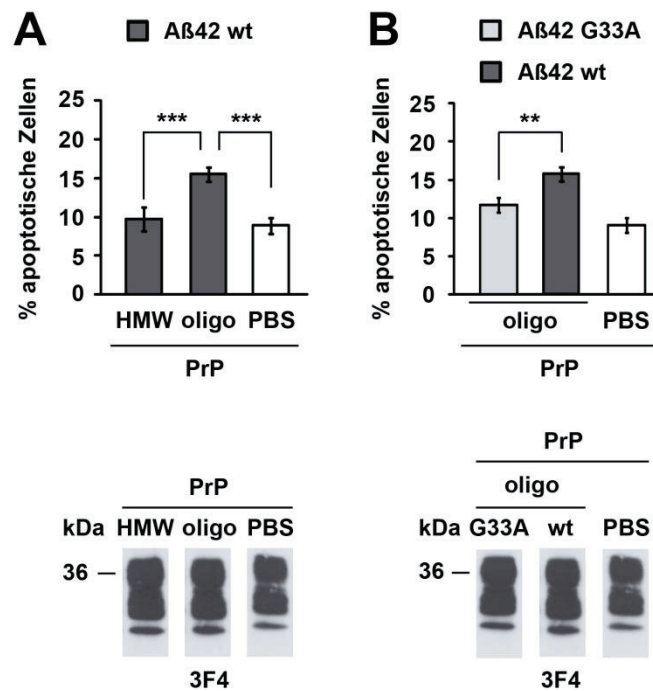 A
Aß42 wt
% apoptotische Zellen
25
20
15
10
5
0
***
***
HMW oligo PBS
PrP
PrP
kDa HMW oligo PBS
36
3F4
B
Aß42 G33A
Aß42 wt
% apoptotische Zellen
25
20
15
10
5
0
**
oligo PBS
PrP
PrP
oligo
kDa G33A wt PBS
36
3F4